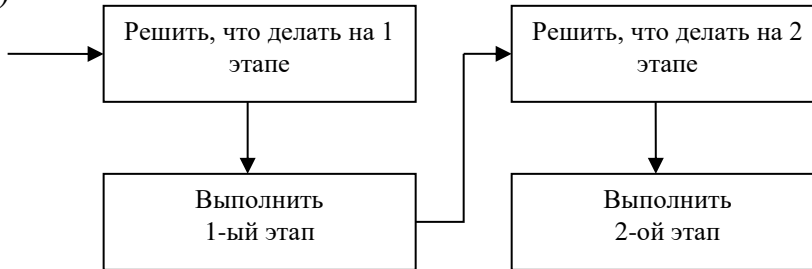 )
Решить, что делать на 1
этапе
Выполнить
1-ый этап
Решить, что делать на 2
этапе
Выполнить
2-ой этап